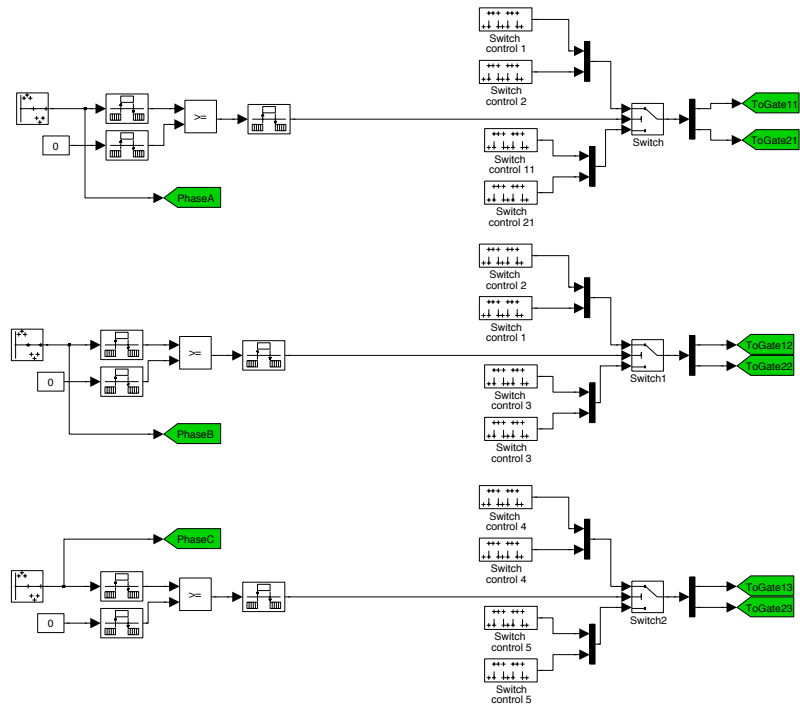 Switch
control 1
Switch
control 2
ToGate11
>=
Switch
0
ToGate21
Switch
control 11
PhaseA
Switch
control 21
Switch
control 2
Switch
control 1
ToGate12
>=
ToGate22
Switch1
0
Switch
control 3
PhaseB
Switch
control 3
Switch
control 4
PhaseC
Switch
control 4
ToGate13
>=
ToGate23
Switch2
0
Switch
control 5
Switch
control 5